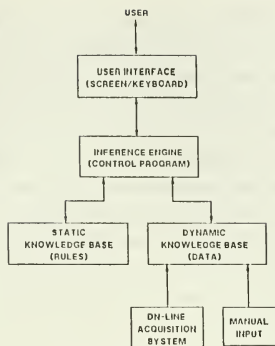 USER
USER INTERFACE
(SCREEN/KEYBOARD)
INFERENCE ENGINE
(CONTROL PROGRAM)
STATIC
KNOWLEDGE BASE
(RULES)
DYNAMIC
KNOWLEDGE BASE
(DATA)
ON-LINE
ACQUISITION
SYSTEM
MANUAL
INPUT